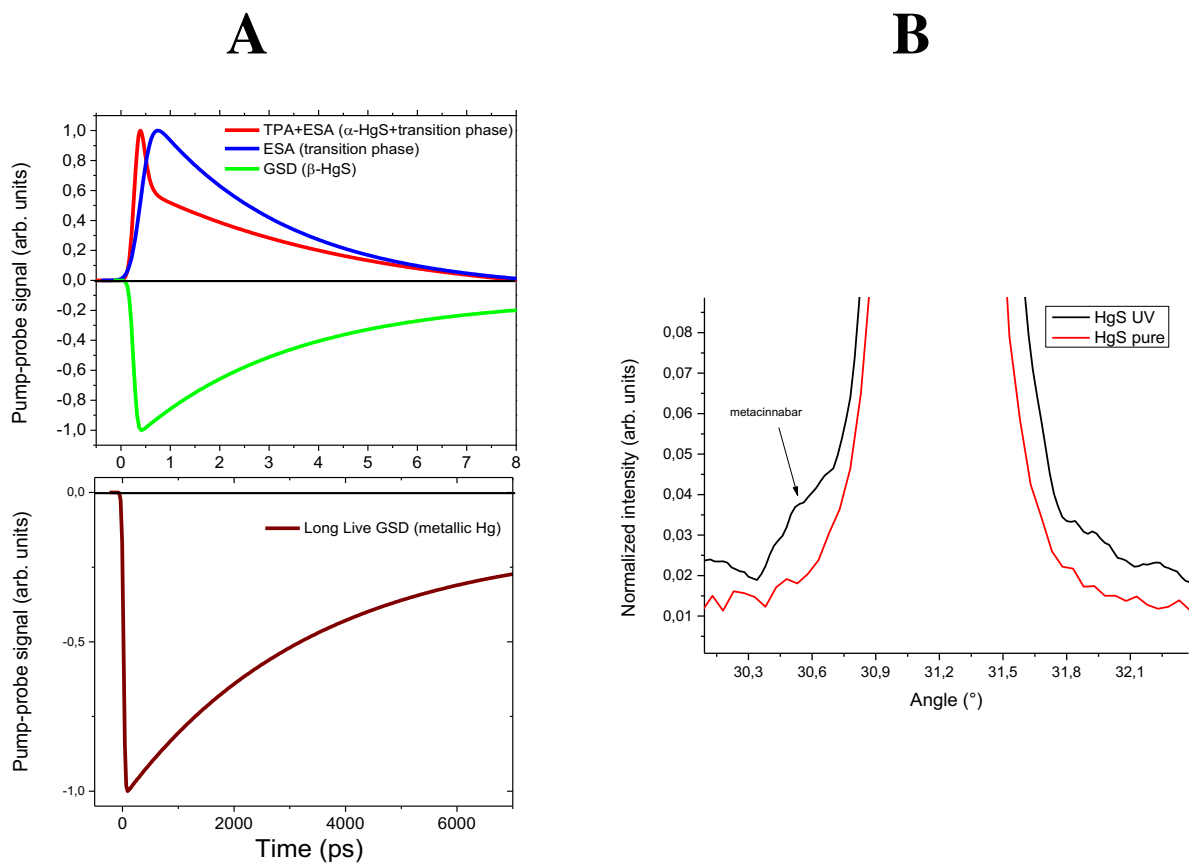 A
B
Pump-probe signal (arb. units)
1,0
0,8
0,6
0,4
0,2
0,0
-0,2
-0,4
-0,6
-0,8
-1,0
TPA+ESA (α-HgS+transition phase)
ESA (transition phase)
GSD (β-HgS)
0 1 2 3 4 5 6 7 8
Pump-probe signal (arb. units)
0,0
-0,5
-1,0
Long Live GSD (metallic Hg)
0 2000 4000 6000
Time (ps)
Normalized intensity (arb. units)
0,08
0,07
0,06
0,05
0,04
0,03
0,02
0,01
HgS UV
HgS pure
metacinnabar
30,3 30,6 30,9 31,2 31,5 31,8 32,1
Angle (°)